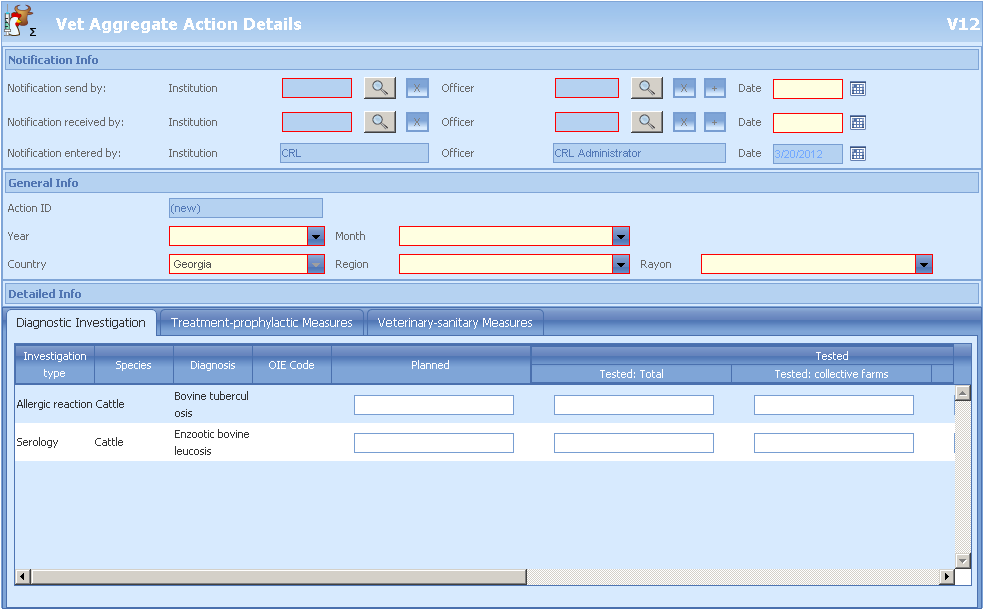 Σ
Vet Aggregate Action Details V12
Notification Info
Notification send by: Institution X Officer X + Date
Notification received by: Institution X Officer X + Date
Notification entered by: Institution CRL Officer CRL Administrator Date 3/20/2012
General Info
Action ID (new)
Year Month
Country Georgia Region Rayon
Detailed Info
Diagnostic Investigation Treatment-prophylactic Measures Veterinary-sanitary Measures
Investigation type Species Diagnosis OIE Code Planned Tested
Tested: Total Tested: collective farms
Allergic reaction Cattle Bovine tubercul
osis
Serology Cattle Enzootic bovine
leucosis